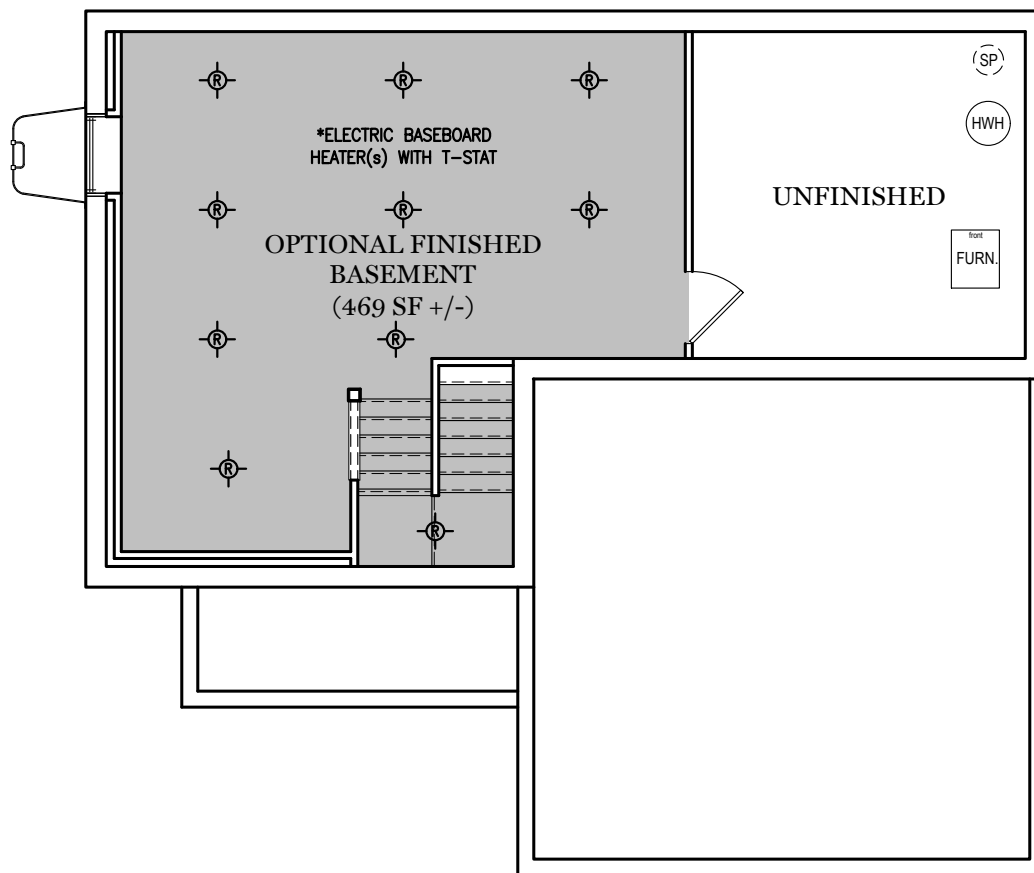 R R R
SP
*ELECTRIC BASEBOARD
HEATER(s) WITH T-STAT
HWH
UNFINISHED
R R R
OPTIONAL FINISHED
BASEMENT
(469 SF +/-)
front
FURN.
R R
R
R